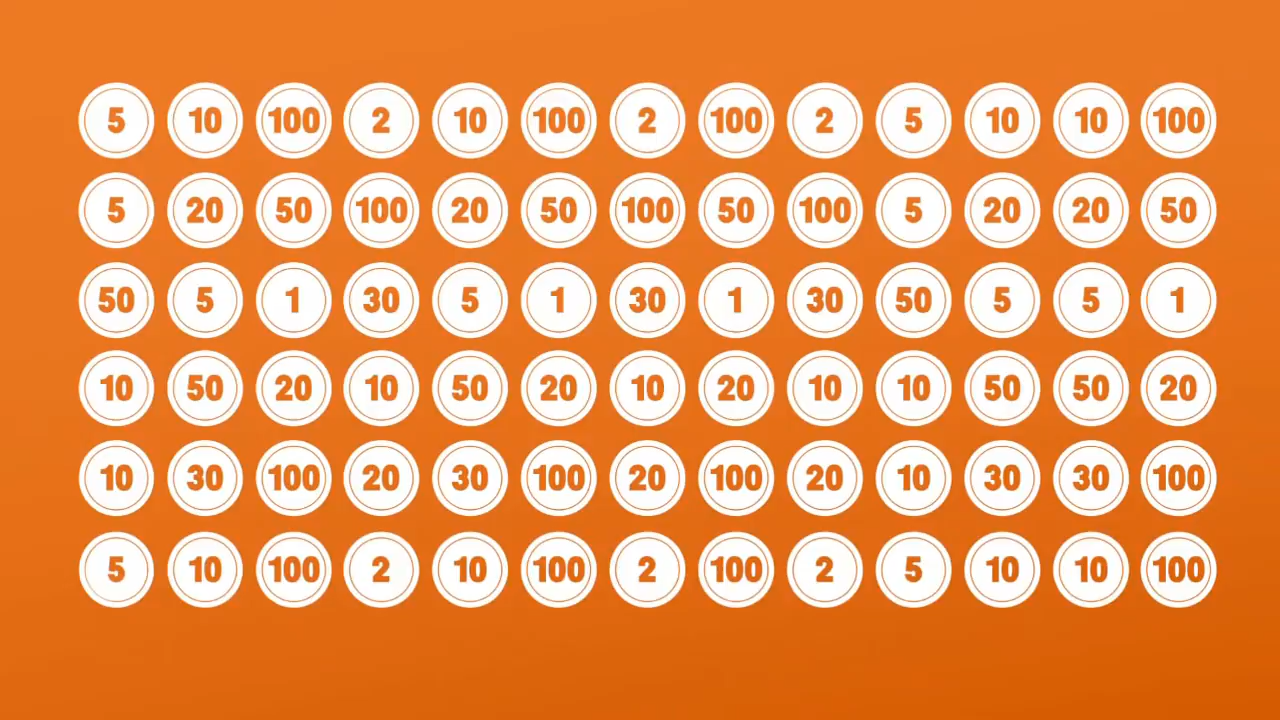 5 10 100 2 10 100 2 100 2 5 10 10 100
5 20 50 100 20 50 100 50 100 5 20 20 50
50 5 1 30 5 1 30 1 30 50 5 5 1
10 50 20 10 50 20 10 20 10 10 50 50 20
10 30 100 20 30 100 20 100 20 10 30 30 100
5 10 100 2 10 100 2 100 2 5 10 10 100